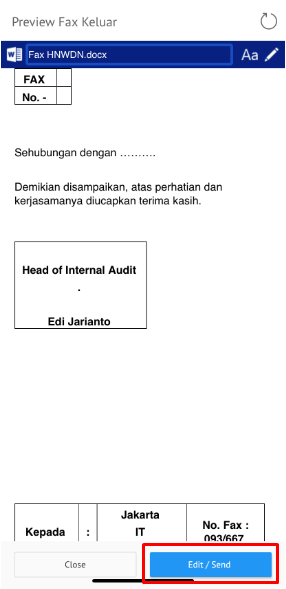 Preview Fax Keluar
W Fax HNWDN.docx Aa
FAX
No. -
Sehubungan dengan ……….
Demikian disampaikan, atas perhatian dan
kerjasamanya diucapkan terima kasih.
Head of Internal Audit
.
Edi Jarianto
Jakarta
Kepada : IT No. Fax :
093/667
Close Edit / Send